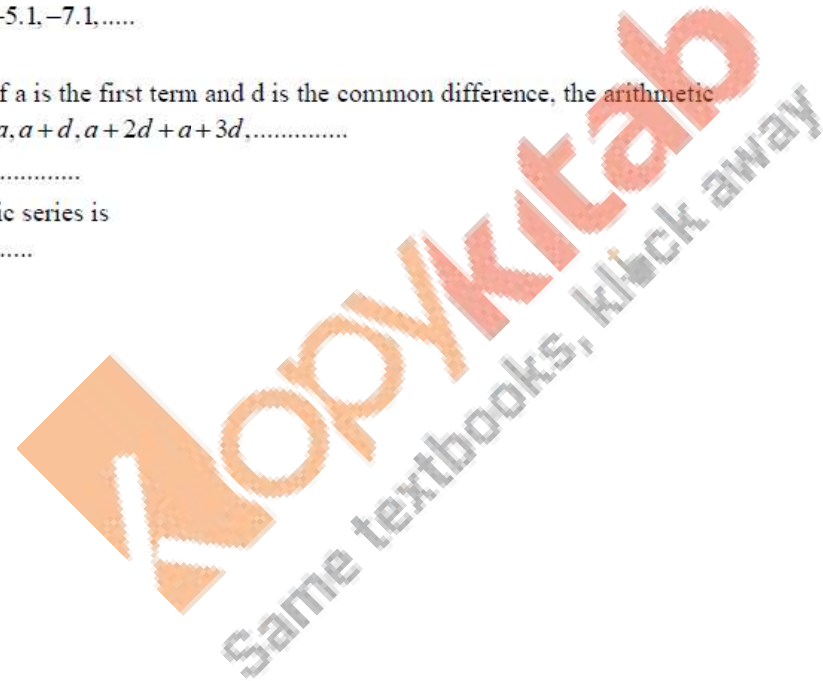 -5.1, –7.1, .....
f a is the first term and d is the common difference, the arithmetic
a, a + d, a + 2d + a + 3d, ..............
............
ic series is
.....
kopykitab
Same textbooks, klick away